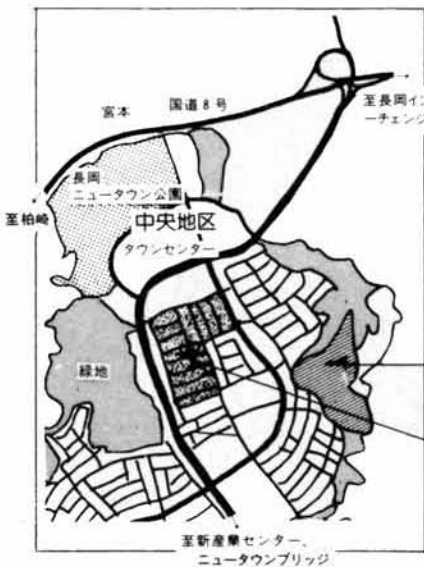 宮本
国道8号
至長岡イン
ーチェンジ
長岡
ニュータウン公園
至柏崎
中央地区
タウンセンター
緑地
至新産業センター、
ニュータウンブリッジ